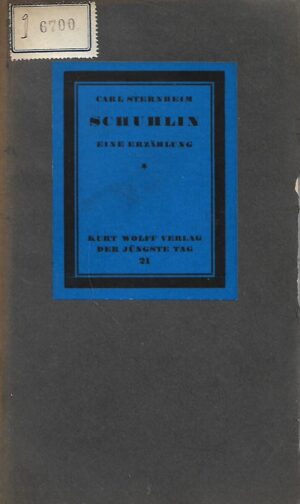 J 6700
CARL STERNHEIM
SCHUHLIN
EINE ERZÄHLUNG
*
KURT WOLFF VERLAG
DER JÜNGSTE TAG
21